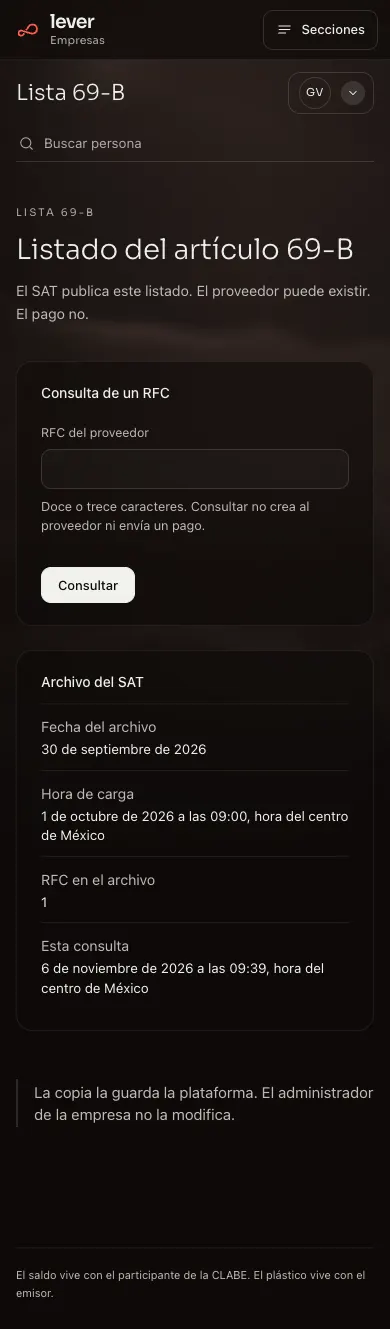 lever
Empresas
Secciones
Lista 69-B
GV
Buscar persona
LISTA 69-B
Listado del artículo 69-B
El SAT publica este listado. El proveedor puede existir.
El pago no.
Consulta de un RFC
RFC del proveedor
Doce o trece caracteres. Consultar no crea al
proveedor ni envía un pago.
Consultar
Archivo del SAT
Fecha del archivo
30 de septiembre de 2026
Hora de carga
1 de octubre de 2026 a las 09:00, hora del centro
de México
RFC en el archivo
1
Esta consulta
6 de noviembre de 2026 a las 09:39, hora del
centro de México
La copia la guarda la plataforma. El administrador
de la empresa no la modifica.
El saldo vive con el participante de la CLABE. El plástico vive con el
emisor.